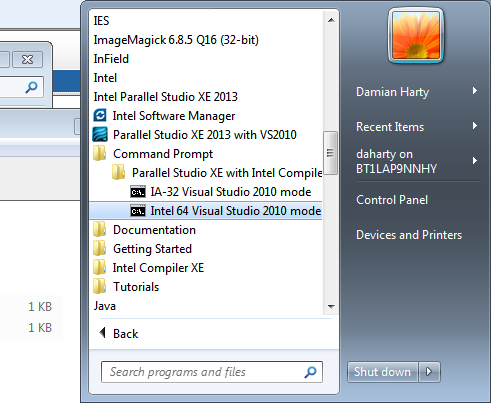 IES
ImageMagick 6.8.5 Q16 (32-bit)
InField
Intel
Intel Parallel Studio XE 2013
Intel Software Manager
Parallel Studio XE 2013 with VS2010
Command Prompt
Parallel Studio XE with Intel Compile
IA-32 Visual Studio 2010 mode
Intel 64 Visual Studio 2010 mode
Documentation
Getting Started
Intel Compiler XE
Tutorials
Java
Back
Search programs and files
Damian Harty
Recent Items
daharty on
BT1LAP9NNHY
Control Panel
Devices and Printers
Shut down
1 KB
1 KB